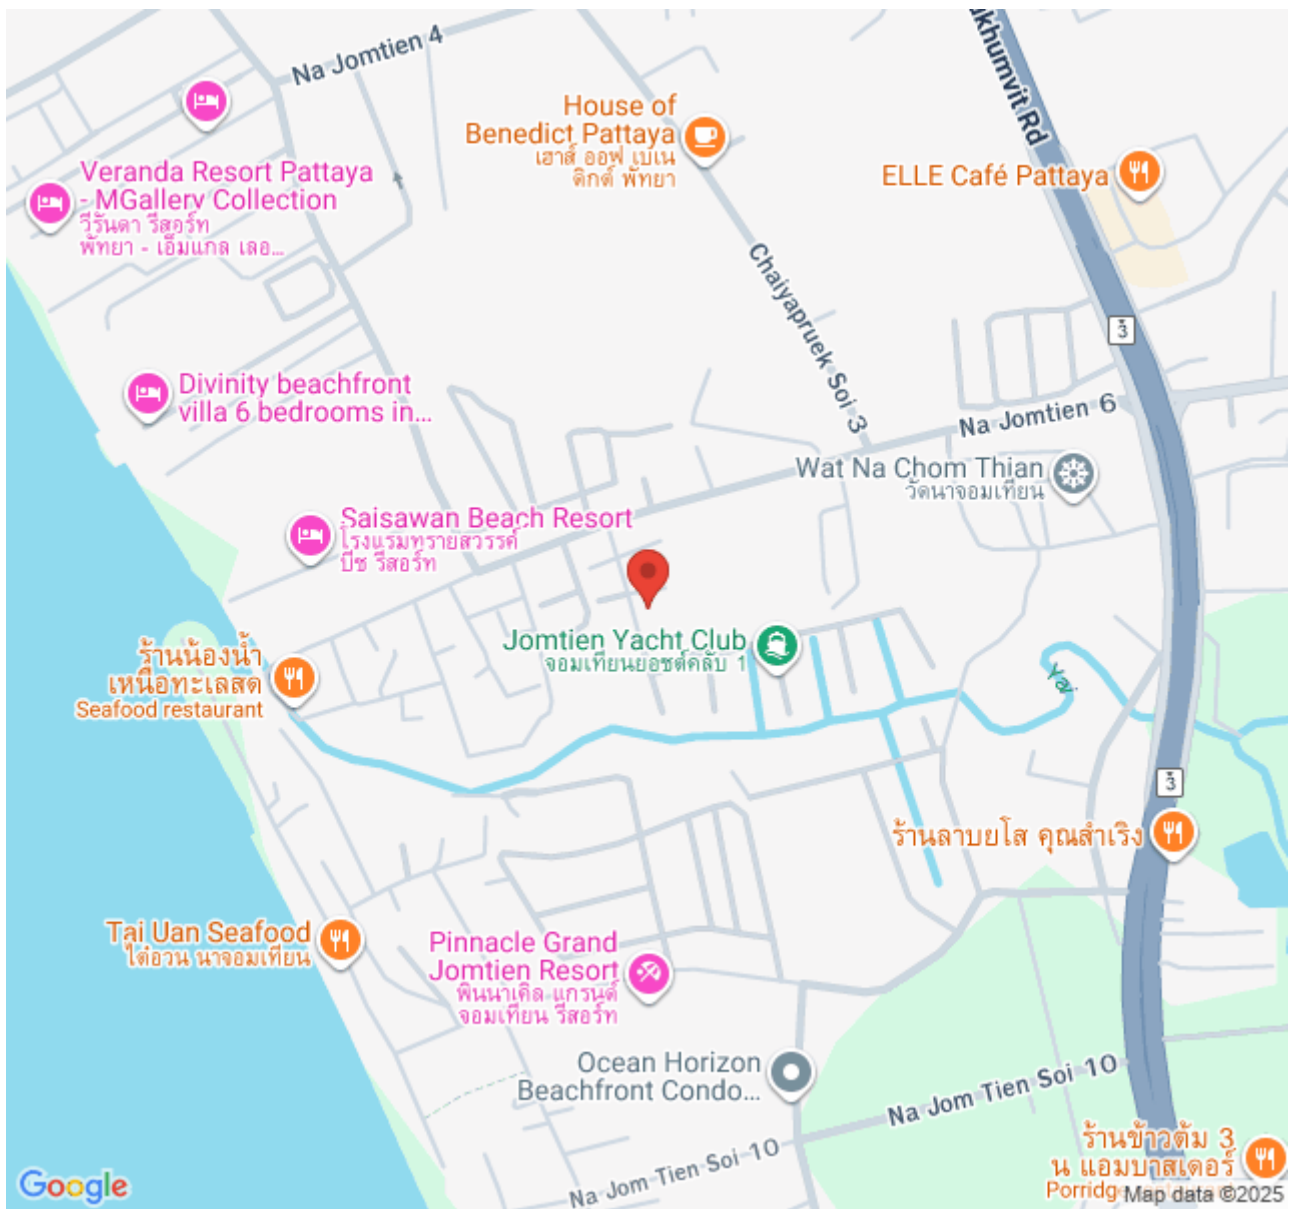 Na Jomtien 4
Sukhumvit Rd
House of
Benedict Pattaya
เฮาส์ ออฟ เบเน
ดิกต์ พัทยา
ELLE Café Pattaya
Veranda Resort Pattaya
- MGallery Collection
วีรันดา รีสอร์ท
พัทยา - เอ็มแกล เลอ...
Chaiyapruek Soi 3
3
Divinity beachfront
villa 6 bedrooms in...
Na Jomtien 6
Wat Na Chom Thian
วัดนาจอมเทียน
Saisawan Beach Resort
โรงแรมทรายสวรรค์
บีช รีสอร์ท
Jomtien Yacht Club
จอมเทียนยอชต์คลับ 1
ร้านน้องน้ำ
เหนือทะเลสด
Seafood restaurant
Yai
3
ร้านลาบยโส คุณสำเริง
Tai Uan Seafood
ไต๋อ้วน นาจอมเทียน
Pinnacle Grand
Jomtien Resort
พินนาเคิล แกรนด์
จอมเทียน รีสอร์ท
Ocean Horizon
Beachfront Condo...
Na Jom Tien Soi 10
Na Jom Tien Soi 10
ร้านข้าวต้ม 3
น แอมบาสเดอร์
Google
Map data ©2025